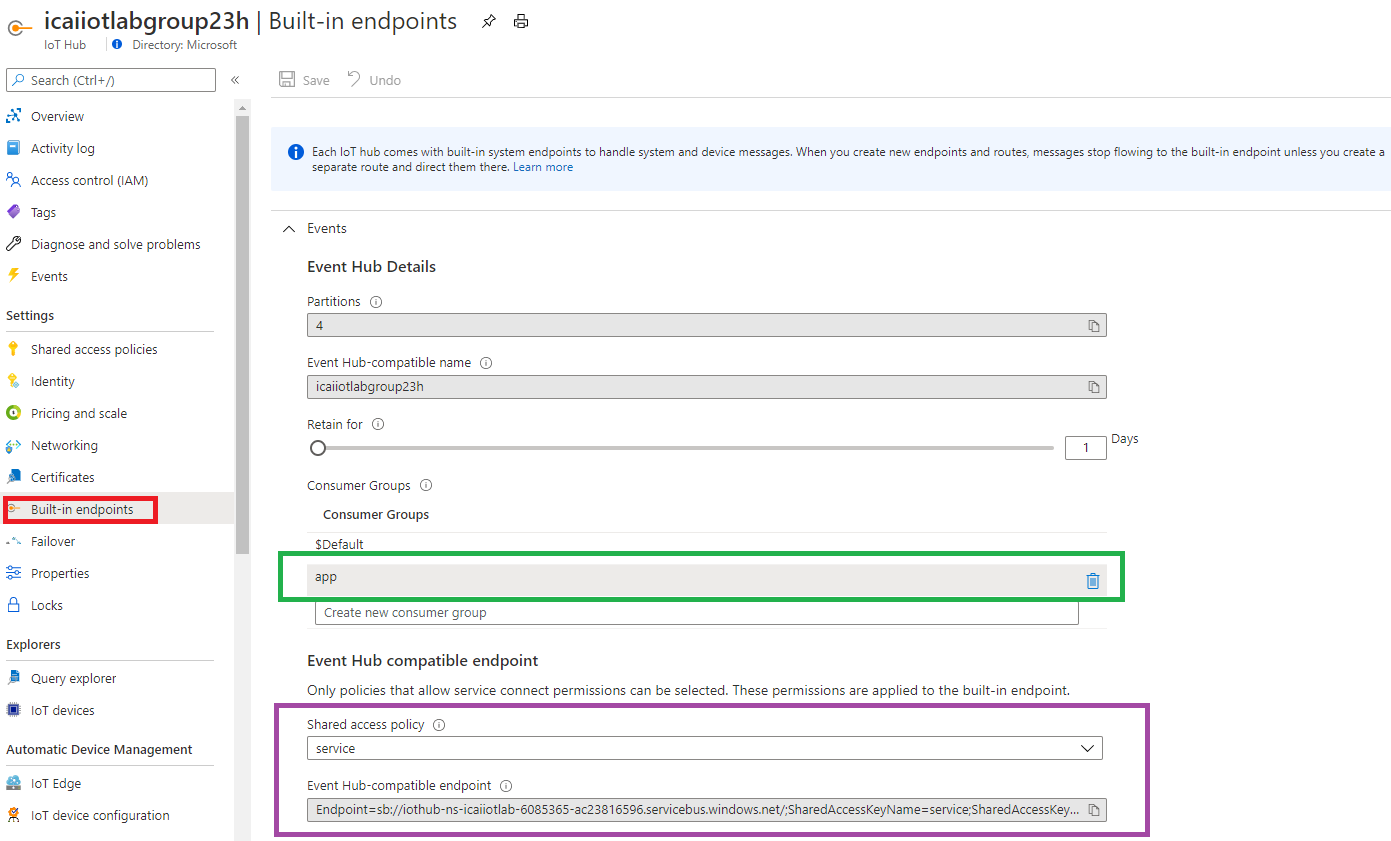 icaiiotlabgroup23h | Built-in endpoints
IoT Hub
Directory: Microsoft
Search (Ctrl+/)
«
Overview
Activity log
Access control (IAM)
Tags
Diagnose and solve problems
Events
Settings
Shared access policies
Identity
Pricing and scale
Networking
Certificates
Built-in endpoints
Failover
Properties
Locks
Explorers
Query explorer
IoT devices
Automatic Device Management
IoT Edge
IoT device configuration
Save
Undo
Each IoT hub comes with built-in system endpoints to handle system and device messages. When you create new endpoints and routes, messages stop flowing to the built-in endpoint unless you create a
separate route and direct them there. Learn more
Events
Event Hub Details
Partitions
4
Event Hub-compatible name
icaiiotlabgroup23h
Retain for
1
Days
Consumer Groups
Consumer Groups
$Default
app
Create new consumer group
Event Hub compatible endpoint
Only policies that allow service connect permissions can be selected. These permissions are applied to the built-in endpoint.
Shared access policy
service
Event Hub-compatible endpoint
Endpoint=sb://iothub-ns-icaiiotlab-6085365-ac23816596.servicebus.windows.net/;SharedAccessKeyName=service;SharedAccessKey...